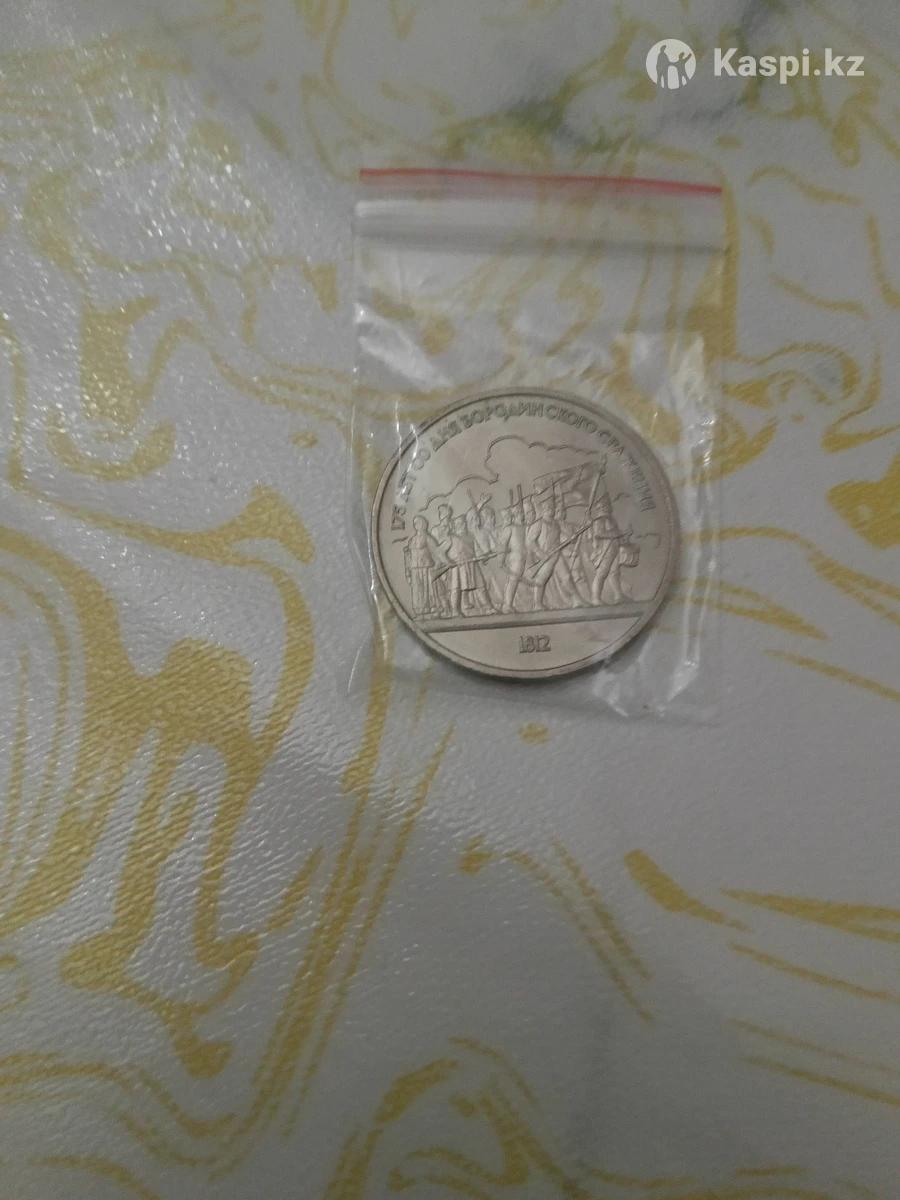 Kaspi.kz
175 ЛЕТ СО ДНЯ БОРОДИНСКОГО СРАЖЕНИЯ
1812